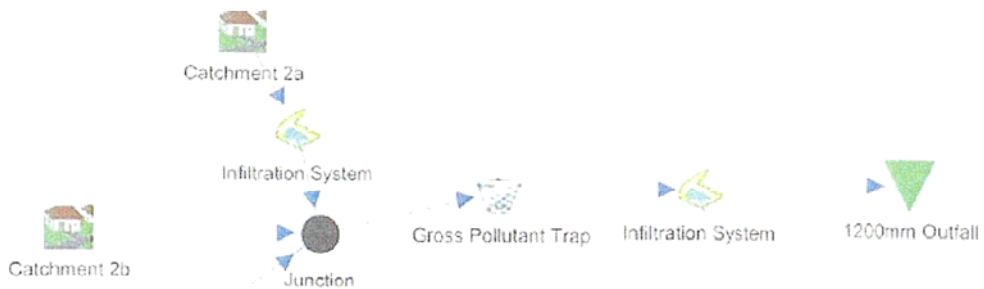 Catchment 2a
Infiltration System
Catchment 2b
Junction
Gross Pollutant Trap
Infiltration System
1200mm Outfall